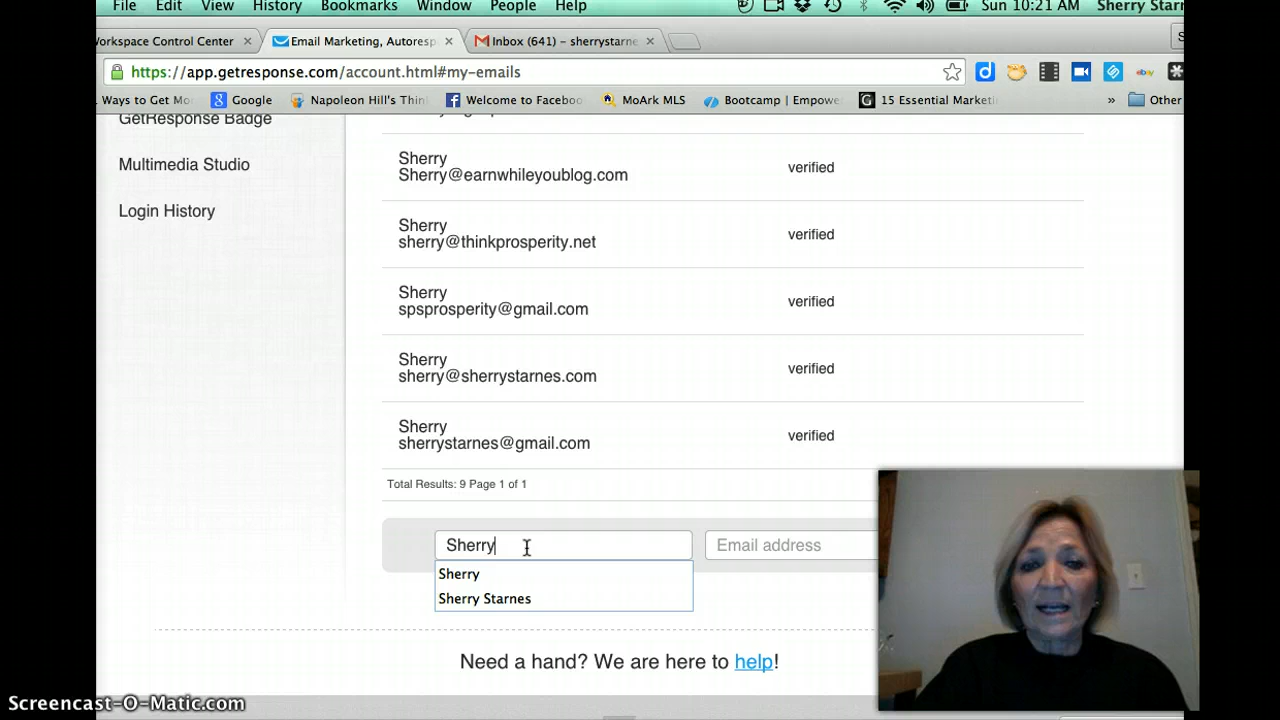 File Edit View History Bookmarks Window People Help Sun 10:21 AM Sherry Starn
Workspace Control Center × Email Marketing, Autoresp × Inbox (641) – sherrystarne ×
https://app.getresponse.com/account.html#my-emails
Ways to Get Mo Google Napoleon Hill's Thin Welcome to Faceboo MoArk MLS Bootcamp | Empowe 15 Essential Market » Other
GetResponse Badge
Multimedia Studio
Login History
Sherry
Sherry@earnwhileyoublog.com verified
Sherry
sherry@thinkprosperity.net verified
Sherry
spsprosperity@gmail.com verified
Sherry
sherry@sherrystarnes.com verified
Sherry
sherrystarnes@gmail.com verified
Total Results: 9 Page 1 of 1
Sherry Email address
Sherry
Sherry Starnes
Need a hand? We are here to help!
Screencast-O-Matic.com